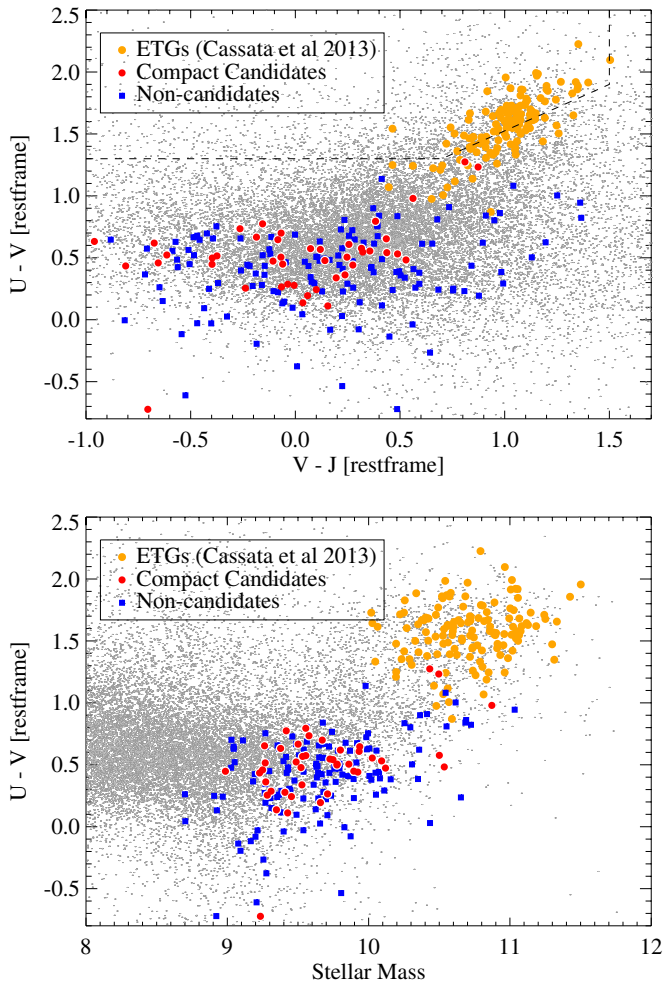 2.5
2.0
1.5
1.0
0.5
0.0
-0.5
U - V [restframe]
ETGs (Cassata et al 2013)
Compact Candidates
Non-candidates
-1.0 -0.5 0.0 0.5 1.0 1.5
V - J [restframe]
2.5
2.0
1.5
1.0
0.5
0.0
-0.5
U - V [restframe]
ETGs (Cassata et al 2013)
Compact Candidates
Non-candidates
8 9 10 11 12
Stellar Mass